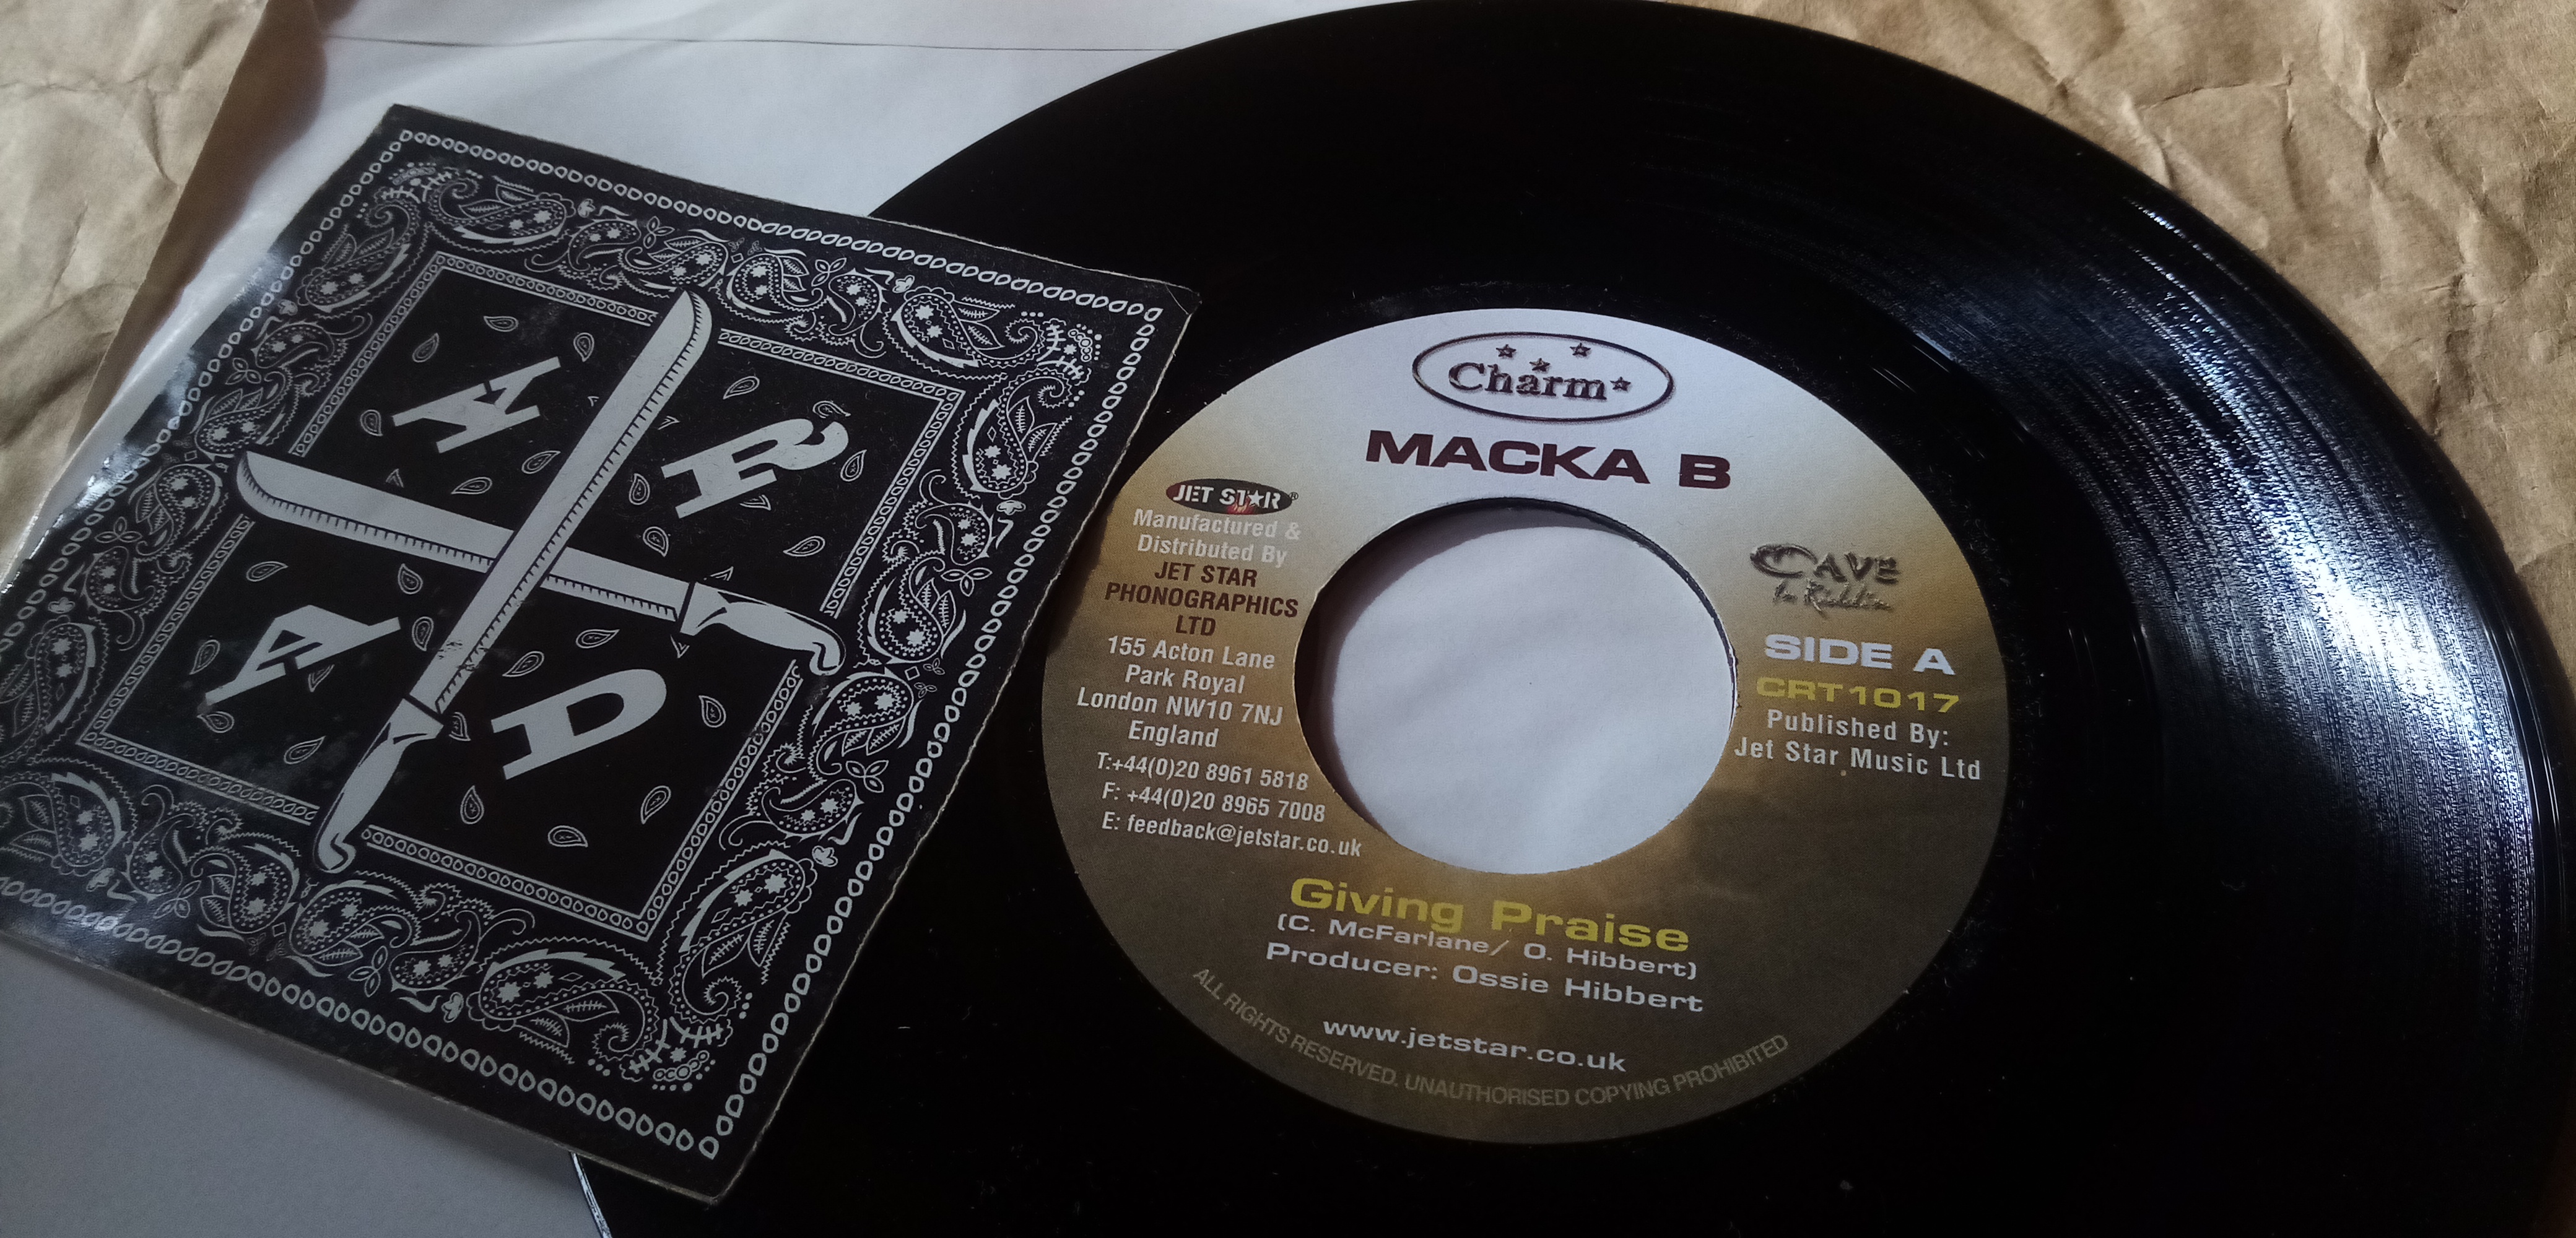 A R
A D
Charm
MACKA B
JET STAR®
Manufactured &
Distributed By
JET STAR
PHONOGRAPHICS
LTD
155 Acton Lane
Park Royal
London NW10 7NJ
England
T:+44(0)20 8961 5818
F: +44(0)20 8965 7008
E: feedback@jetstar.co.uk
CAVE
In Riddim
SIDE A
CRT1017
Published By:
Jet Star Music Ltd
Giving Praise
(C. McFarlane/ O. Hibbert)
Producer: Ossie Hibbert
www.jetstar.co.uk
ALL RIGHTS RESERVED. UNAUTHORISED COPYING PROHIBITED